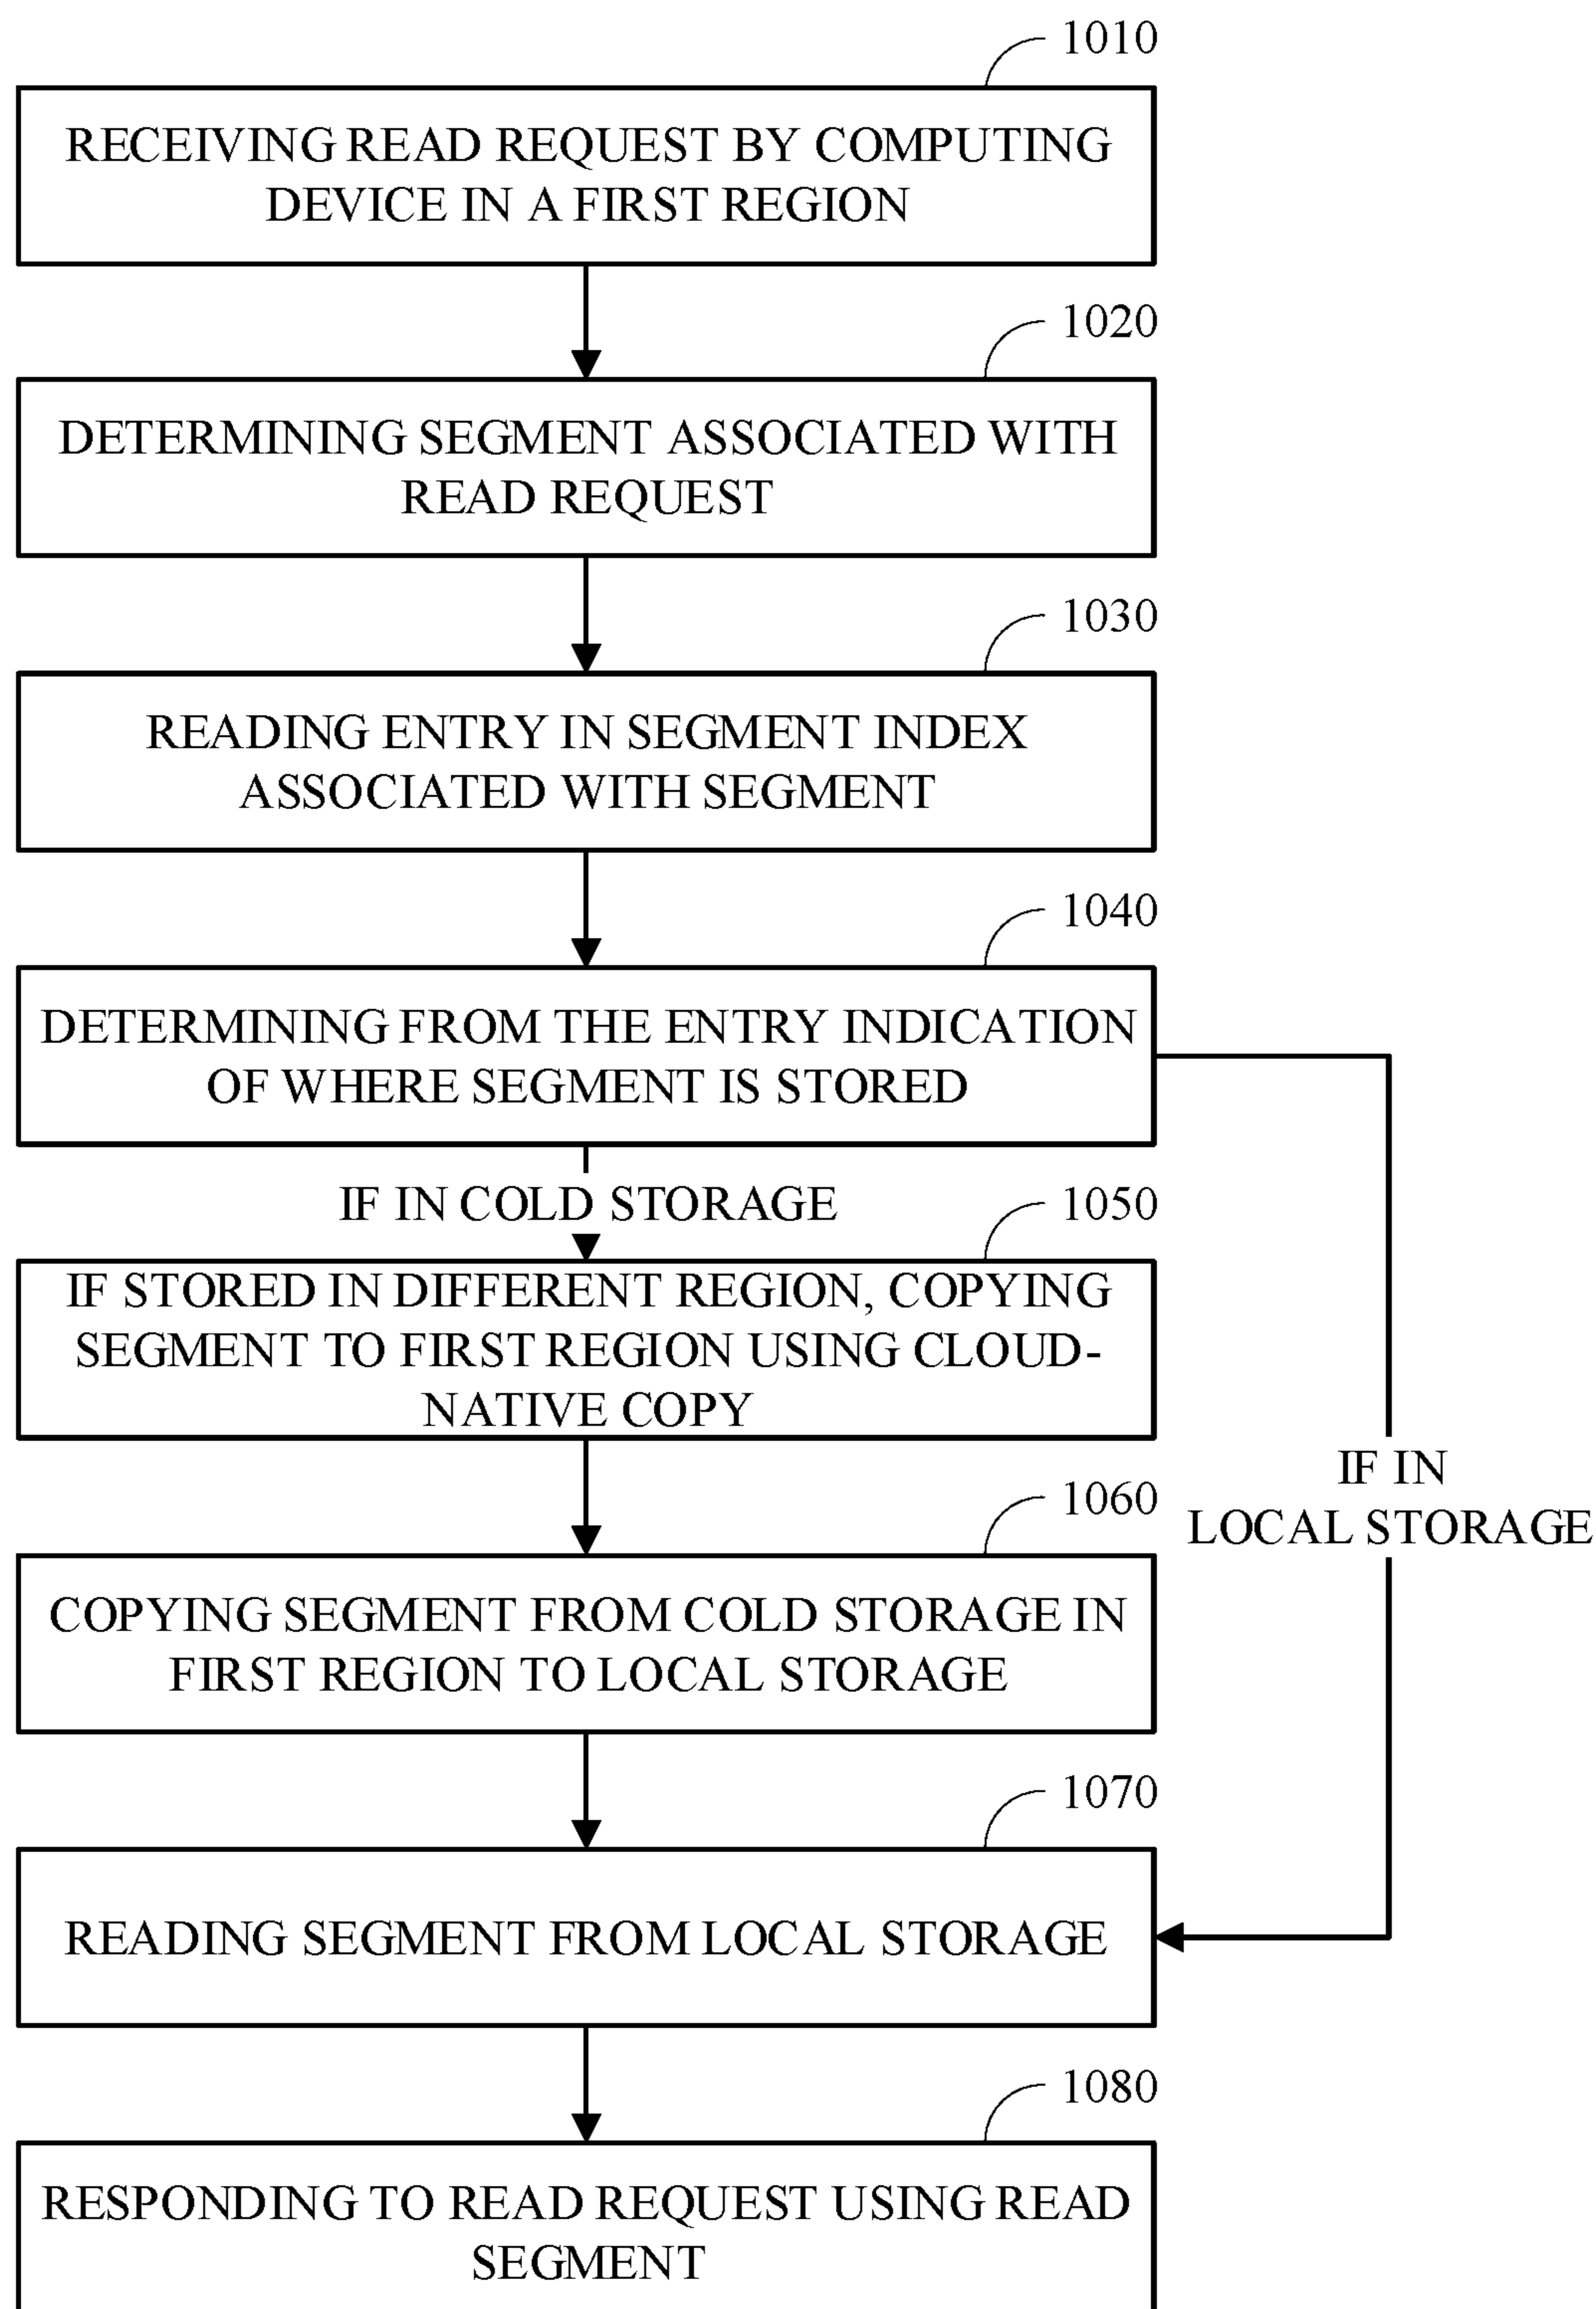 1010
RECEIVING READ REQUEST BY COMPUTING
DEVICE IN A FIRST REGION
1020
DETERMINING SEGMENT ASSOCIATED WITH
READ REQUEST
1030
READING ENTRY IN SEGMENT INDEX
ASSOCIATED WITH SEGMENT
1040
DETERMINING FROM THE ENTRY INDICATION
OF WHERE SEGMENT IS STORED
IF IN COLD STORAGE
1050
IF STORED IN DIFFERENT REGION, COPYING
SEGMENT TO FIRST REGION USING CLOUD-
NATIVE COPY
IF IN
LOCAL STORAGE
1060
COPYING SEGMENT FROM COLD STORAGE IN
FIRST REGION TO LOCAL STORAGE
1070
READING SEGMENT FROM LOCAL STORAGE
1080
RESPONDING TO READ REQUEST USING READ
SEGMENT